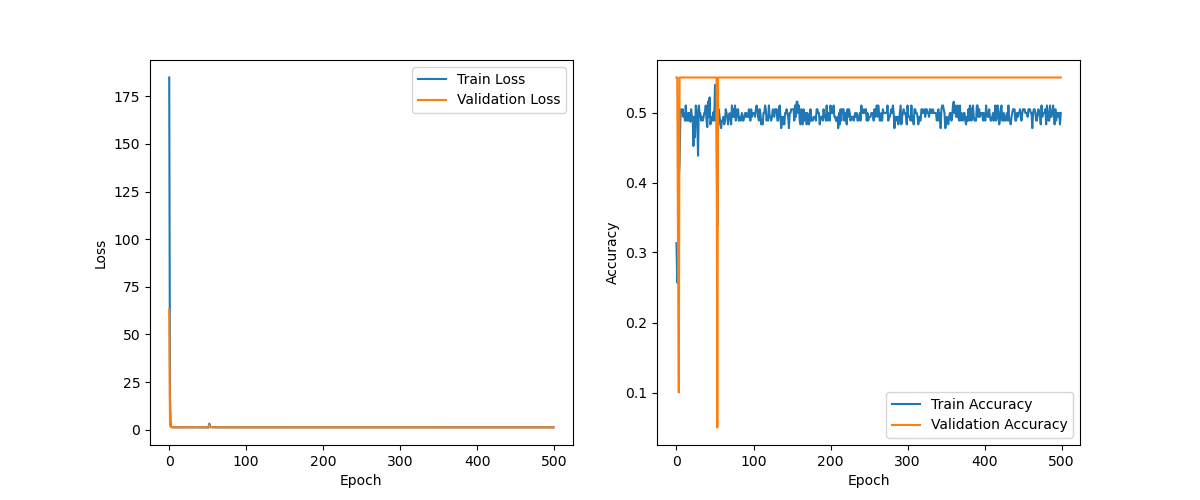 Train Loss
Validation Loss
175
150
125
100
75
50
25
0
Loss
0 100 200 300 400 500
Epoch
0.5
0.4
0.3
0.2
0.1
Accuracy
Train Accuracy
Validation Accuracy
0 100 200 300 400 500
Epoch